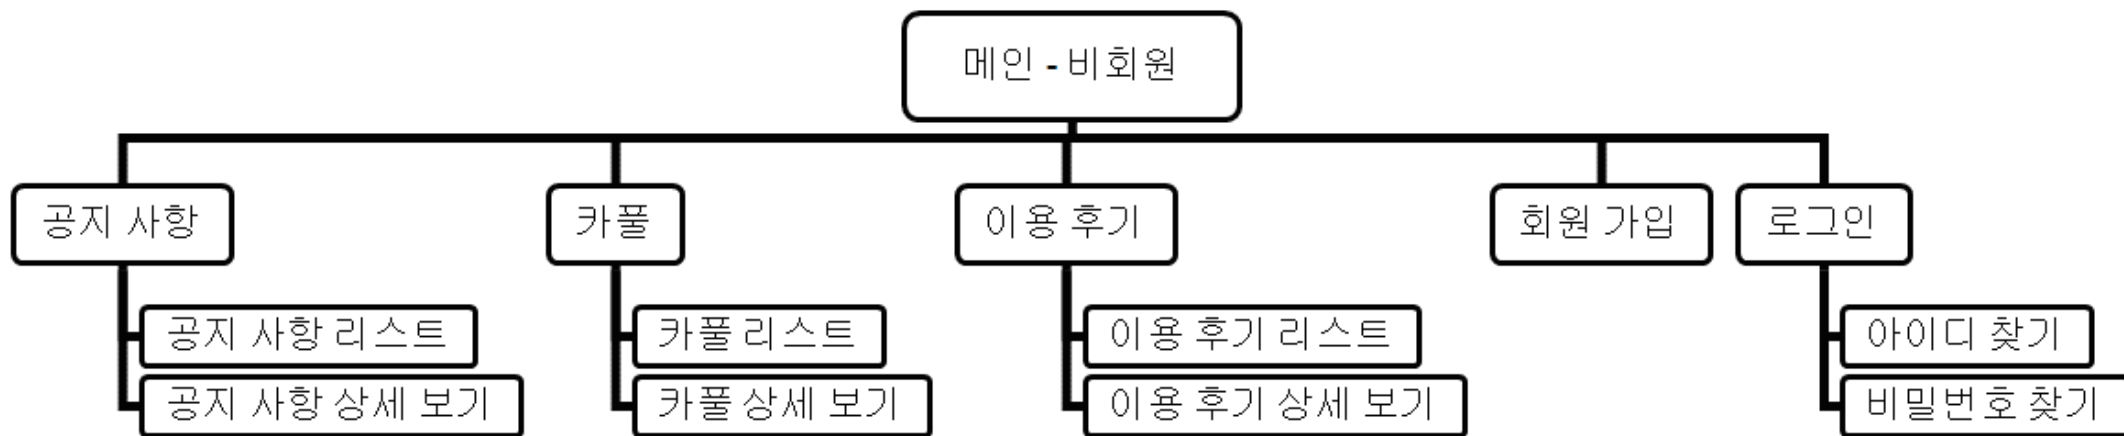 메인 - 비회원
공지 사항
카풀
이용 후기
회원 가입
로그인
공지 사항 리스트
카풀 리스트
이용 후기 리스트
아이디 찾기
공지 사항 상세 보기
카풀 상세 보기
이용 후기 상세 보기
비밀번호 찾기